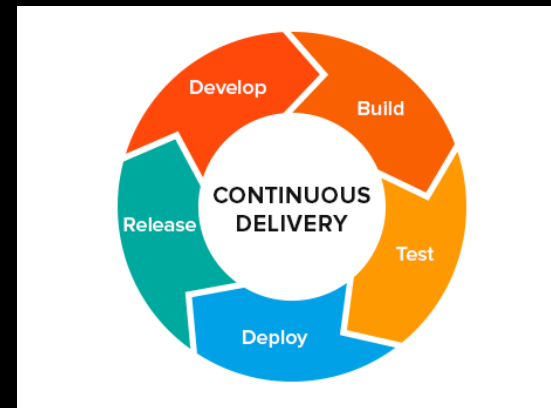 Develop
Build
CONTINUOUS
DELIVERY
Release
Test
Deploy